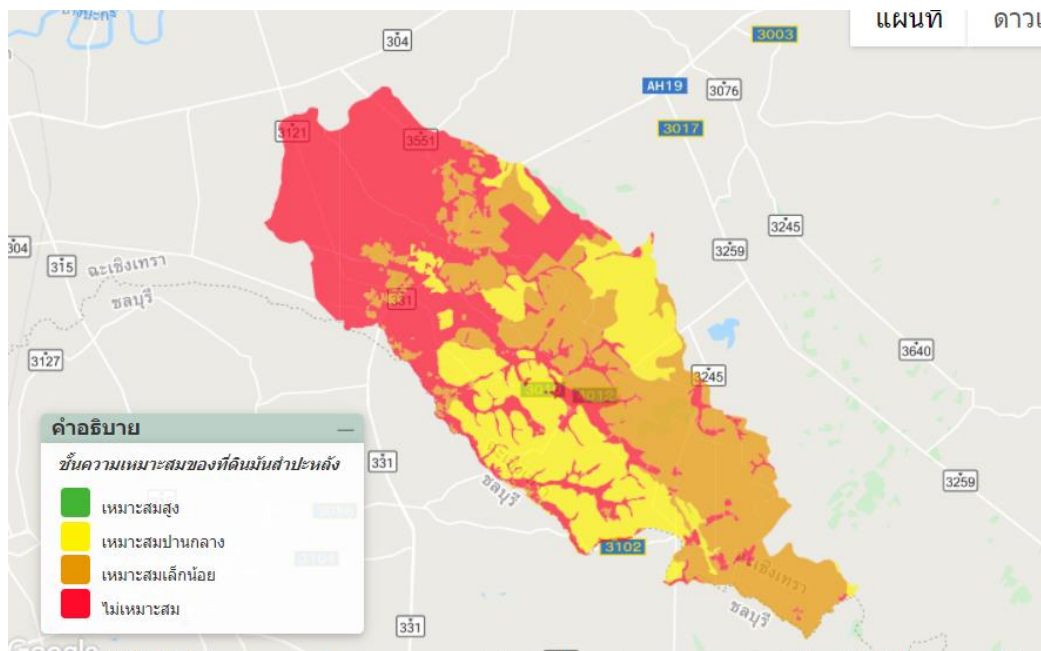 304
3003
แผนที่
AH19
3076
3121
3551
3017
3245
304
315
ฉะเชิงเทรา
3259
ชลบุรี
331
3127
3640
3245
คำอธิบาย
ชั้นความเหมาะสมของที่ดินมันสำปะหลัง
331
ชลบุรี
3259
เหมาะสมสูง
เหมาะสมปานกลาง
3102
เหมาะสมเล็กน้อย
ฉะเชิงเทรา
ไม่เหมาะสม
ชลบุรี
331
Google